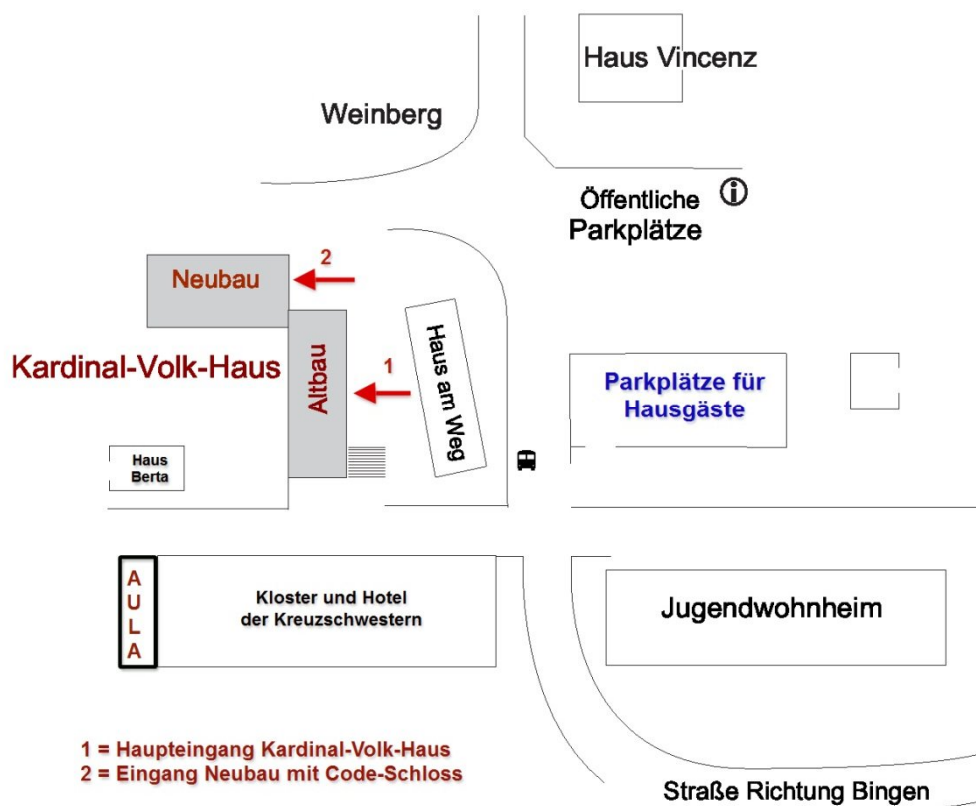 Haus Vincenz
Weinberg
Öffentliche
Parkplätze
2
Neubau
Kardinal-Volk-Haus
Altbau
1
Haus am Weg
Parkplätze für
Hausgäste
Haus
Berta
AULA
Kloster und Hotel
der Kreuzschwestern
Jugendwohnheim
1 = Haupteingang Kardinal-Volk-Haus
2 = Eingang Neubau mit Code-Schloss
Straße Richtung Bingen